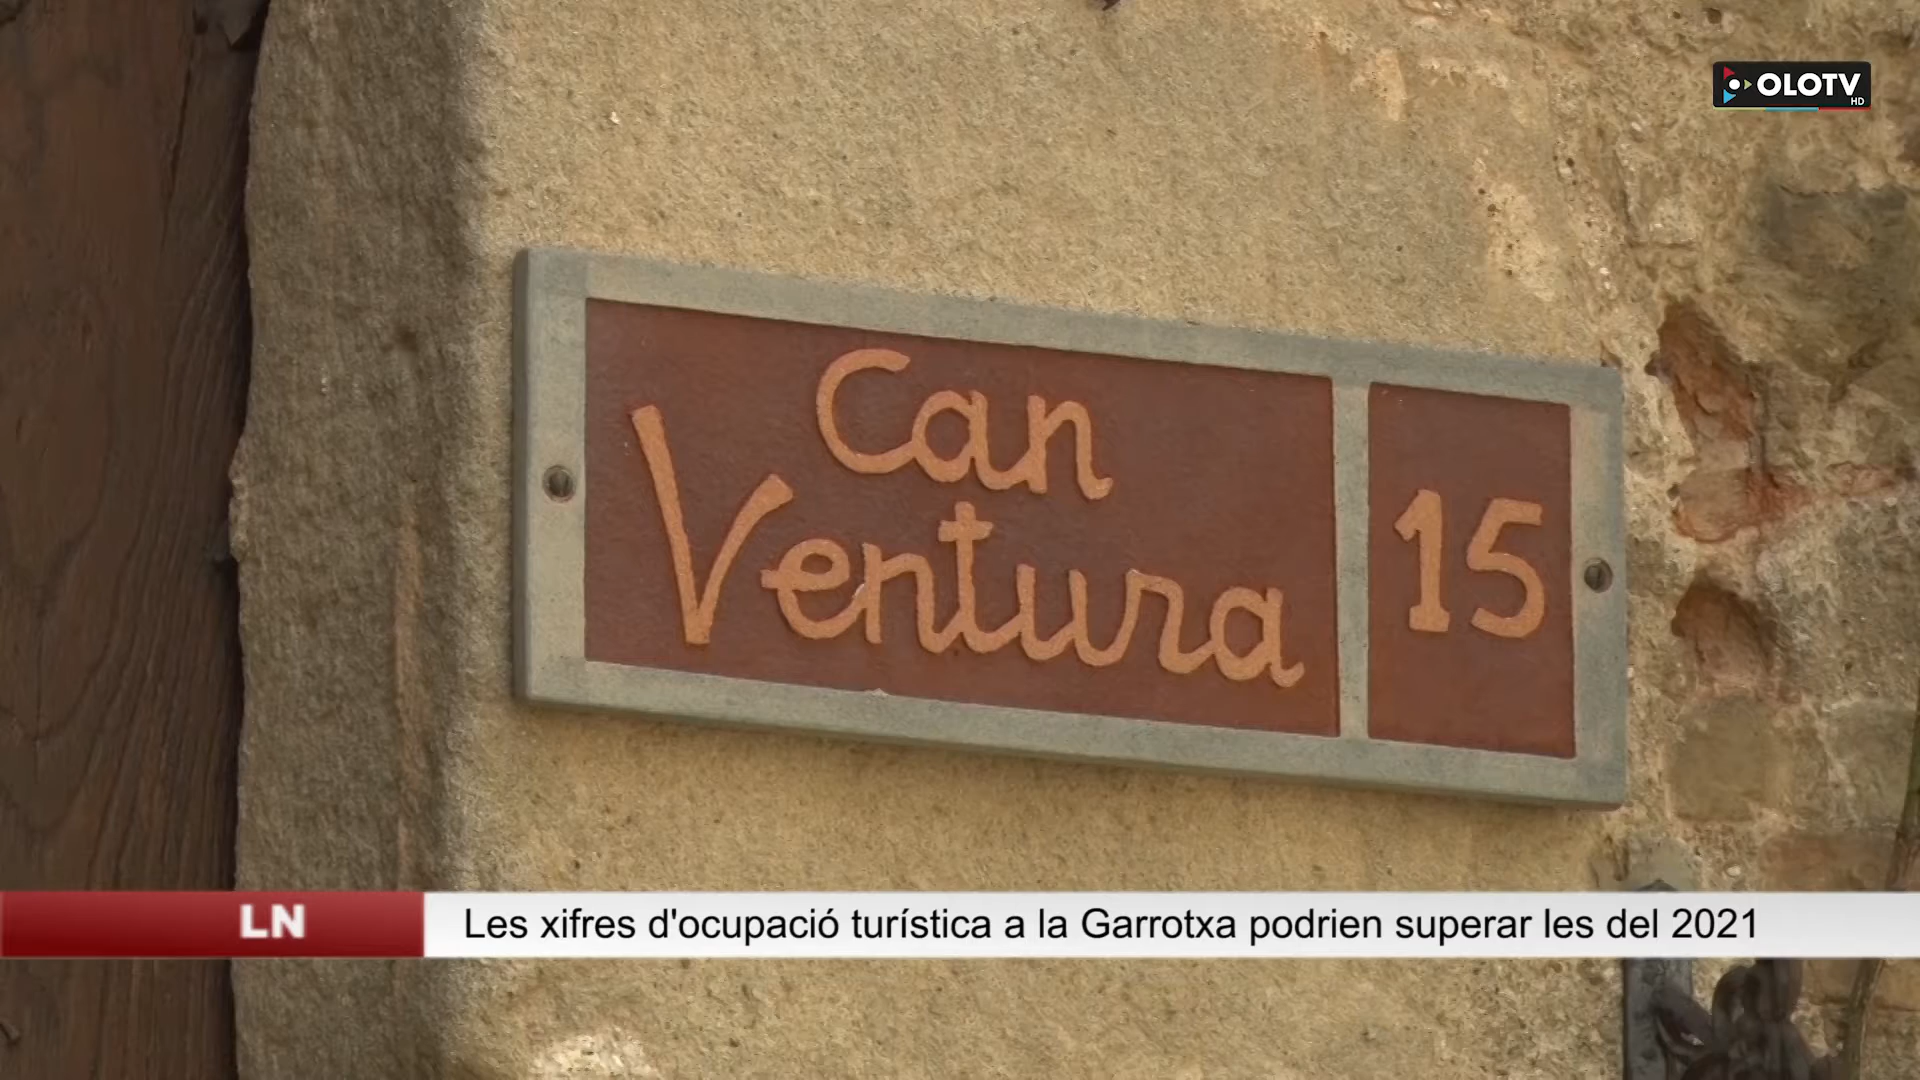 OLOTV
HD
Can
Ventura
15
LN
Les xifres d'ocupació turística a la Garrotxa podrien superar les del 2021